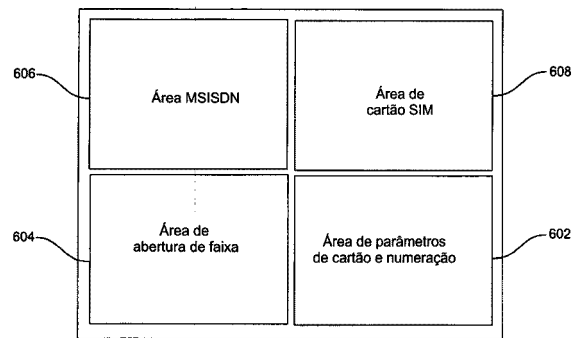 606
Área MSISDN
Área de
cartão SIM
608
604
Área de
abertura de faixa
Área de parâmetros
de cartão e numeração
602